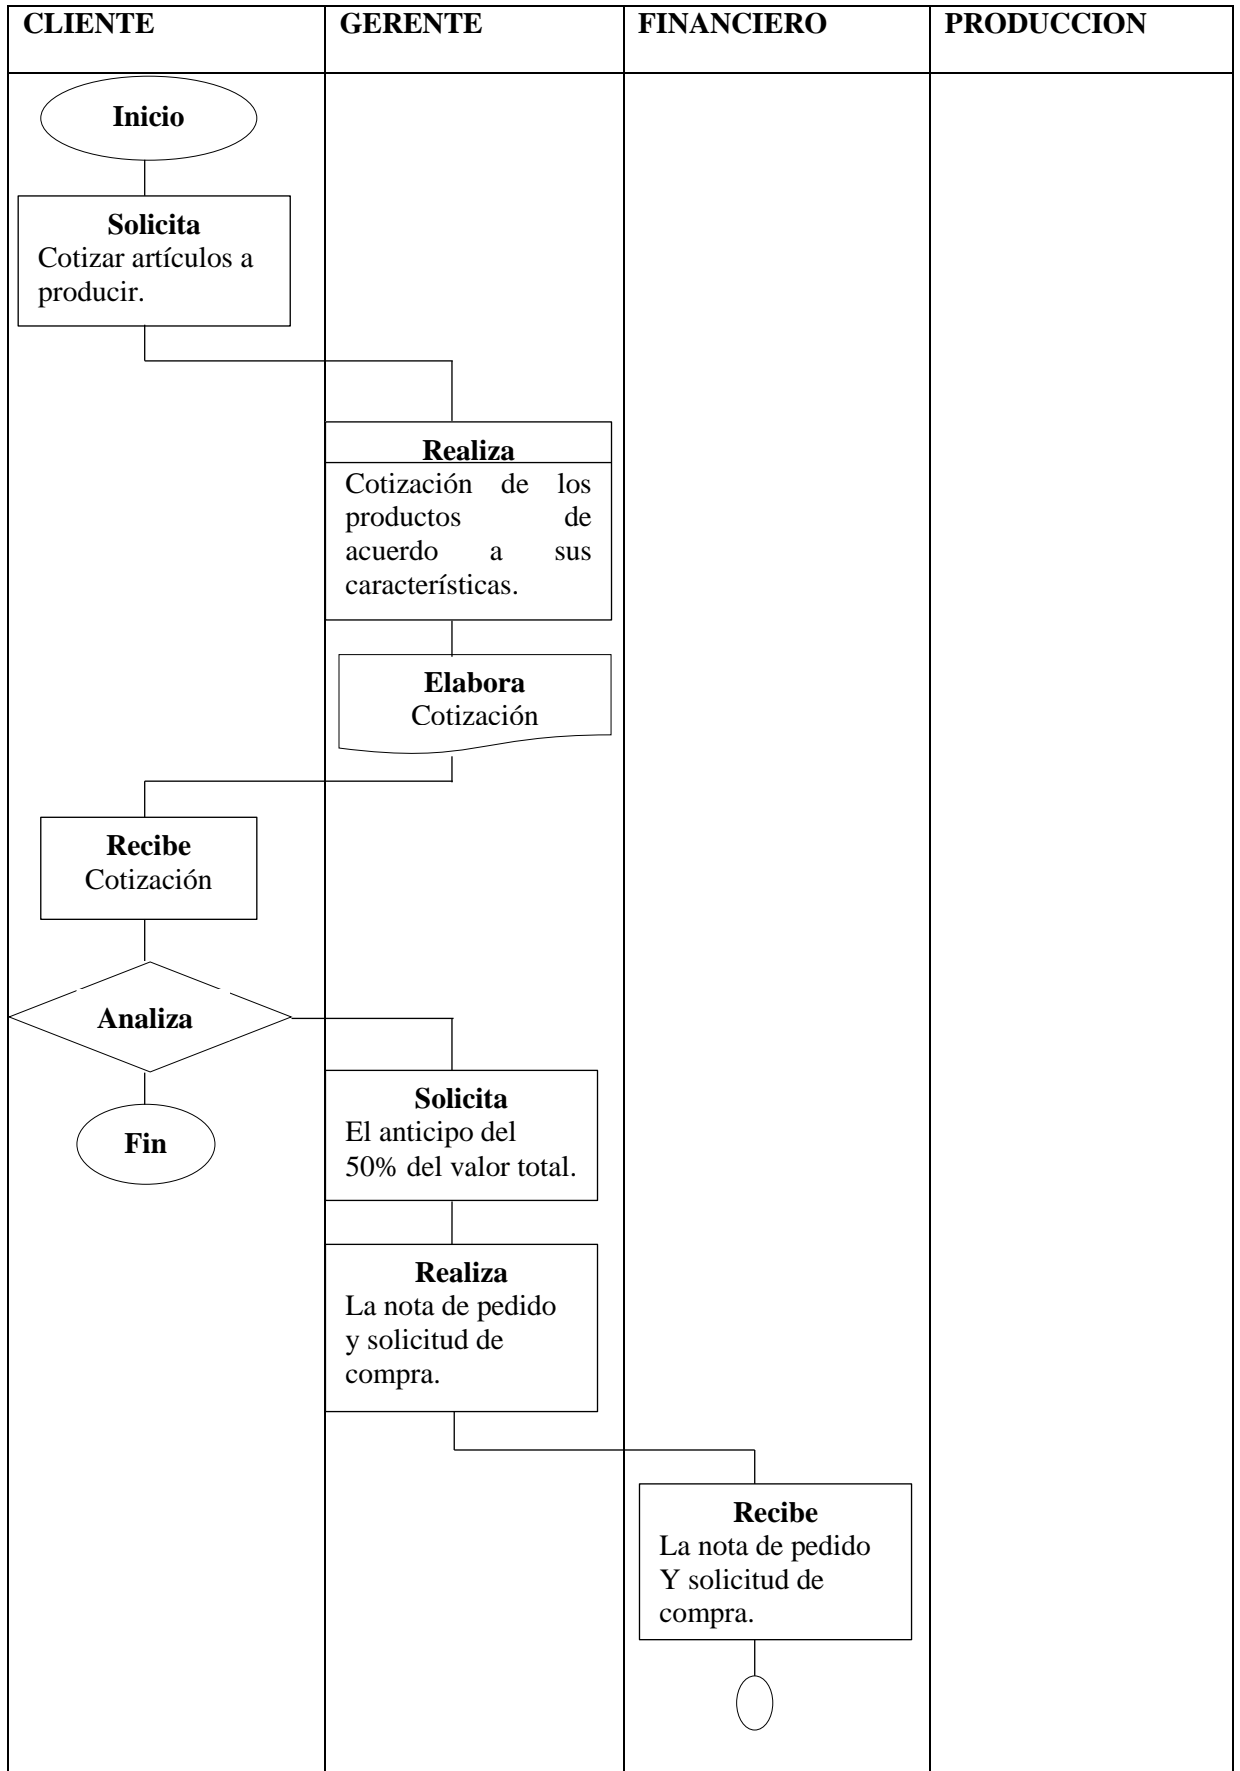 CLIENTE
GERENTE
FINANCIERO
PRODUCCION
Inicio
Solicita
Cotizar artículos a
producir.
Realiza
Cotización de los
productos de
acuerdo a sus
características.
Elabora
Cotización
Recibe
Cotización
Analiza
Fin
Solicita
El anticipo del
50% del valor total.
Realiza
La nota de pedido
y solicitud de
compra.
Recibe
La nota de pedido
Y solicitud de
compra.